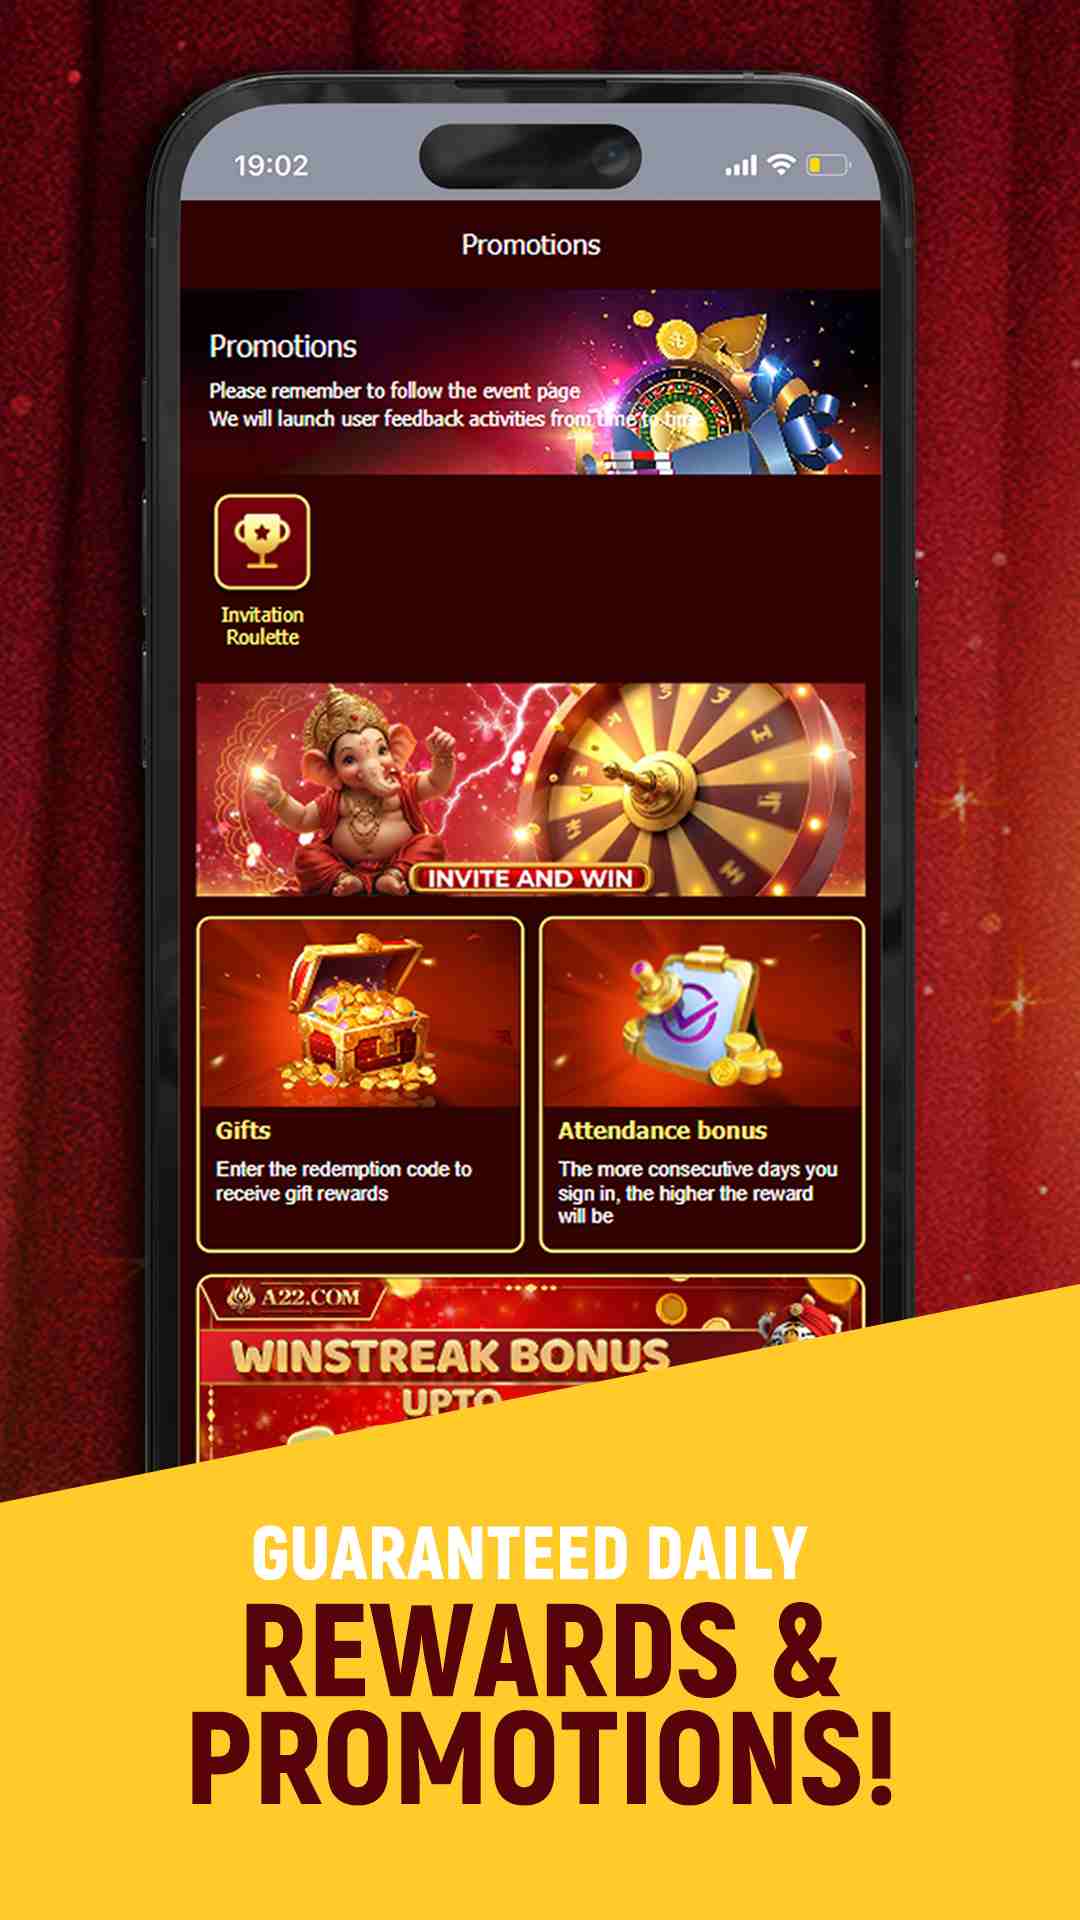 19:02
Promotions
Promotions
Please remember to follow the event page
We will launch user feedback activities from time to time
Invitation
Roulette
INVITE AND WIN
Gifts
Enter the redemption code to
receive gift rewards
Attendance bonus
The more consecutive days you
sign in, the higher the reward
will be
A22.COM
WINSTREAK BONUS
UPTO
GUARANTEED DAILY
REWARDS &
PROMOTIONS!